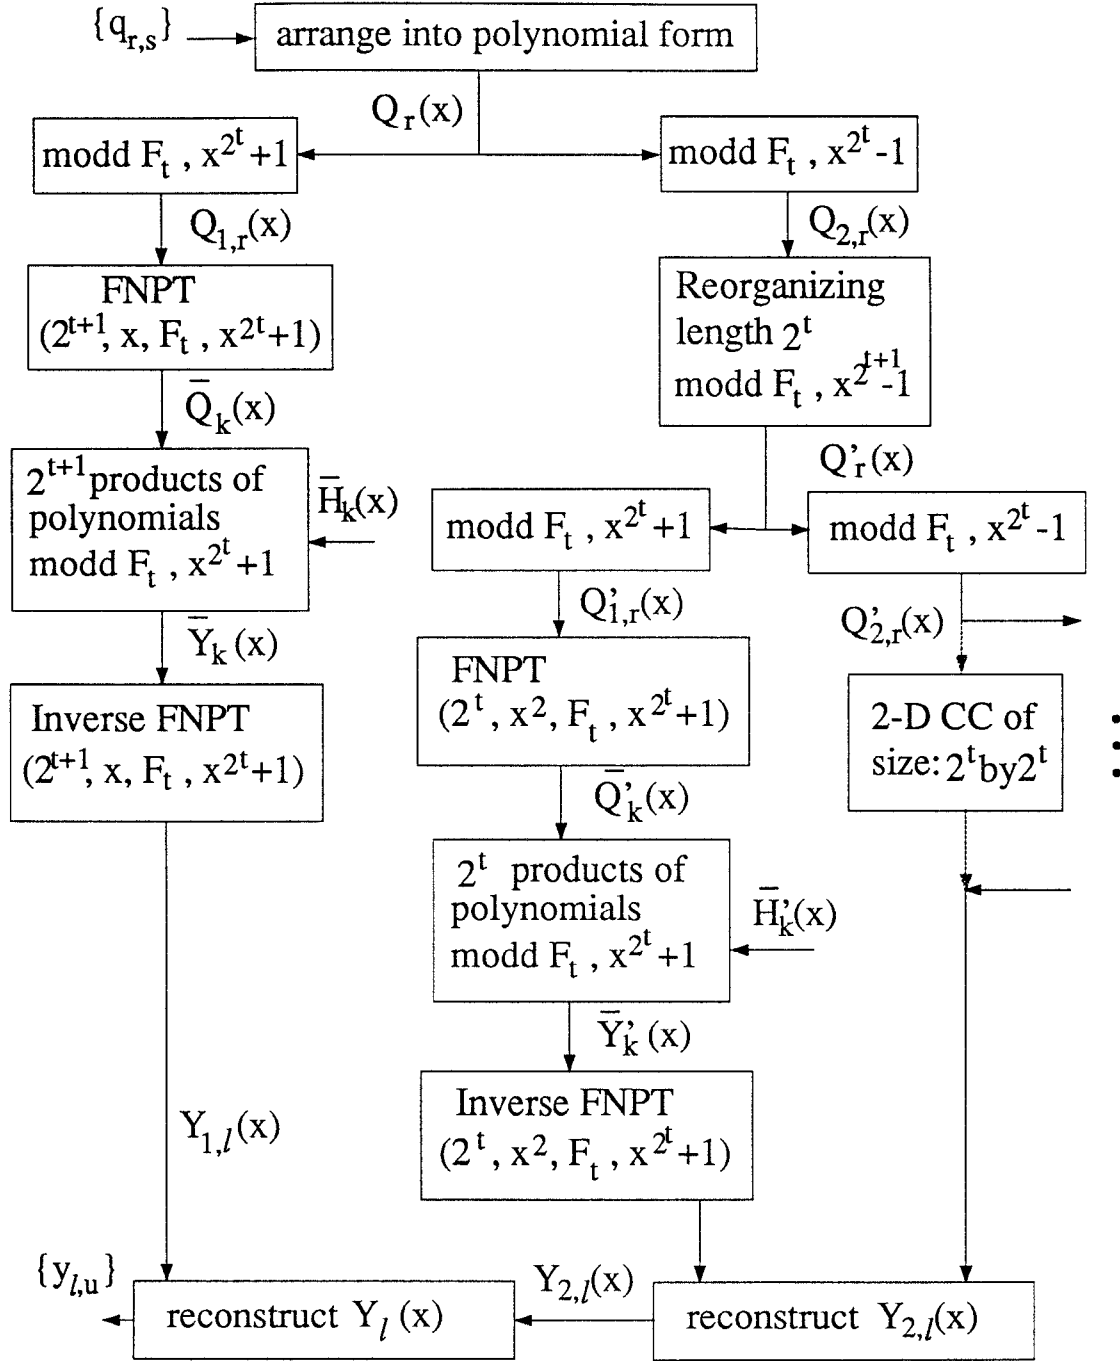 {q_{r,s}}
arrange into polynomial form
Q_r(x)
modd F_t , x^{2^t}+1
modd F_t , x^{2^t}-1
Q_{1,r}(x)
Q_{2,r}(x)
FNPT
(2^{t+1}, x, F_t , x^{2^t}+1)
Reorganizing
length 2^t
modd F_t , x^{2^{t+1}}-1
Q̄_k(x)
Q'_r(x)
2^{t+1} products of
polynomials
modd F_t , x^{2^t}+1
H̄_k(x)
modd F_t , x^{2^t}+1
modd F_t , x^{2^t}-1
Ȳ_k(x)
Q'_{1,r}(x)
Q'_{2,r}(x)
Inverse FNPT
(2^{t+1}, x, F_t , x^{2^t}+1)
FNPT
(2^t , x^2, F_t , x^{2^t}+1)
2-D CC of
size: 2^t by 2^t
Q̄'_k(x)
2^t products of
polynomials
modd F_t , x^{2^t}+1
H̄'_k(x)
Ȳ'_k(x)
Inverse FNPT
(2^t , x^2, F_t , x^{2^t}+1)
Y_{1,l}(x)
{y_{l,u}}
reconstruct Y_l (x)
Y_{2,l}(x)
reconstruct Y_{2,l}(x)